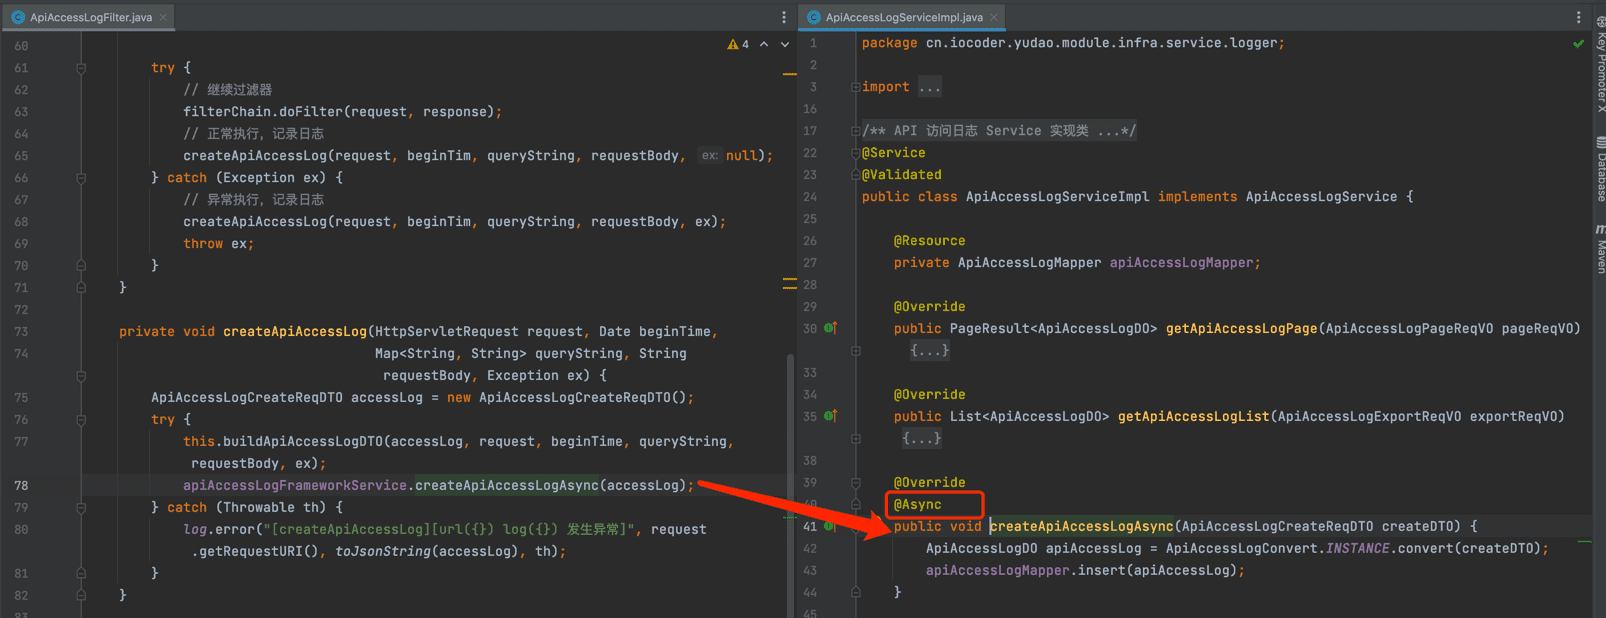 ApiAccessLogFilter.java
4
60
61 try {
62 // 继续过滤器
63 filterChain.doFilter(request, response);
64 // 正常执行，记录日志
65 createApiAccessLog(request, beginTim, queryString, requestBody, ex: null);
66 } catch (Exception ex) {
67 // 异常执行，记录日志
68 createApiAccessLog(request, beginTim, queryString, requestBody, ex);
69 throw ex;
70 }
71 }
72
73 private void createApiAccessLog(HttpServletRequest request, Date beginTime,
74 Map<String, String> queryString, String
requestBody, Exception ex) {
75 ApiAccessLogCreateReqDTO accessLog = new ApiAccessLogCreateReqDTO();
76 try {
77 this.buildApiAccessLogDTO(accessLog, request, beginTime, queryString,
requestBody, ex);
78 apiAccessLogFrameworkService.createApiAccessLogAsync(accessLog);
79 } catch (Throwable th) {
80 log.error("[createApiAccessLog][url({}) log({}) 发生异常]", request
.getRequestURI(), toJsonString(accessLog), th);
81 }
82 }
83
ApiAccessLogServiceImpl.java
1 package cn.iocoder.yudao.module.infra.service.logger;
2
3 import ...
16
17 /** API 访问日志 Service 实现类 ...*/
22 @Service
23 @Validated
24 public class ApiAccessLogServiceImpl implements ApiAccessLogService {
25
26 @Resource
27 private ApiAccessLogMapper apiAccessLogMapper;
28
29 @Override
30 public PageResult<ApiAccessLogDO> getApiAccessLogPage(ApiAccessLogPageReqVO pageReqVO)
{...}
33
34 @Override
35 public List<ApiAccessLogDO> getApiAccessLogList(ApiAccessLogExportReqVO exportReqVO)
{...}
38
39 @Override
40 @Async
41 public void createApiAccessLogAsync(ApiAccessLogCreateReqDTO createDTO) {
42 ApiAccessLogDO apiAccessLog = ApiAccessLogConvert.INSTANCE.convert(createDTO);
43 apiAccessLogMapper.insert(apiAccessLog);
44 }
45
Key Promoter X
Database
Maven